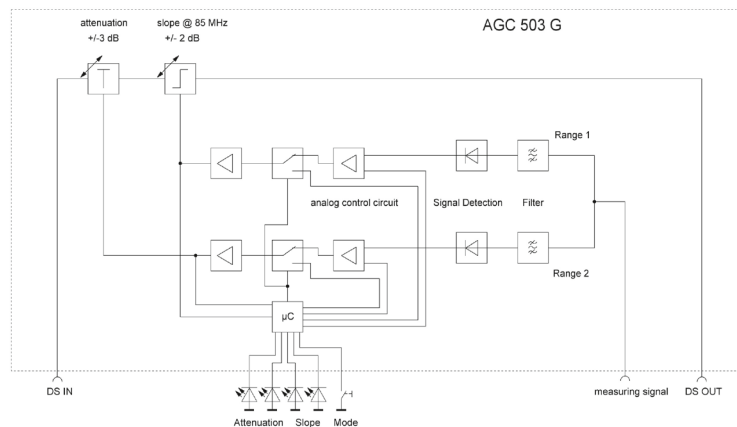 AGC 503 G
attenuation
+/-3 dB
slope @ 85 MHz
+/- 2 dB
Range 1
analog control circuit
Signal Detection
Filter
Range 2
µC
DS IN
measuring signal
DS OUT
Attenuation
Slope
Mode